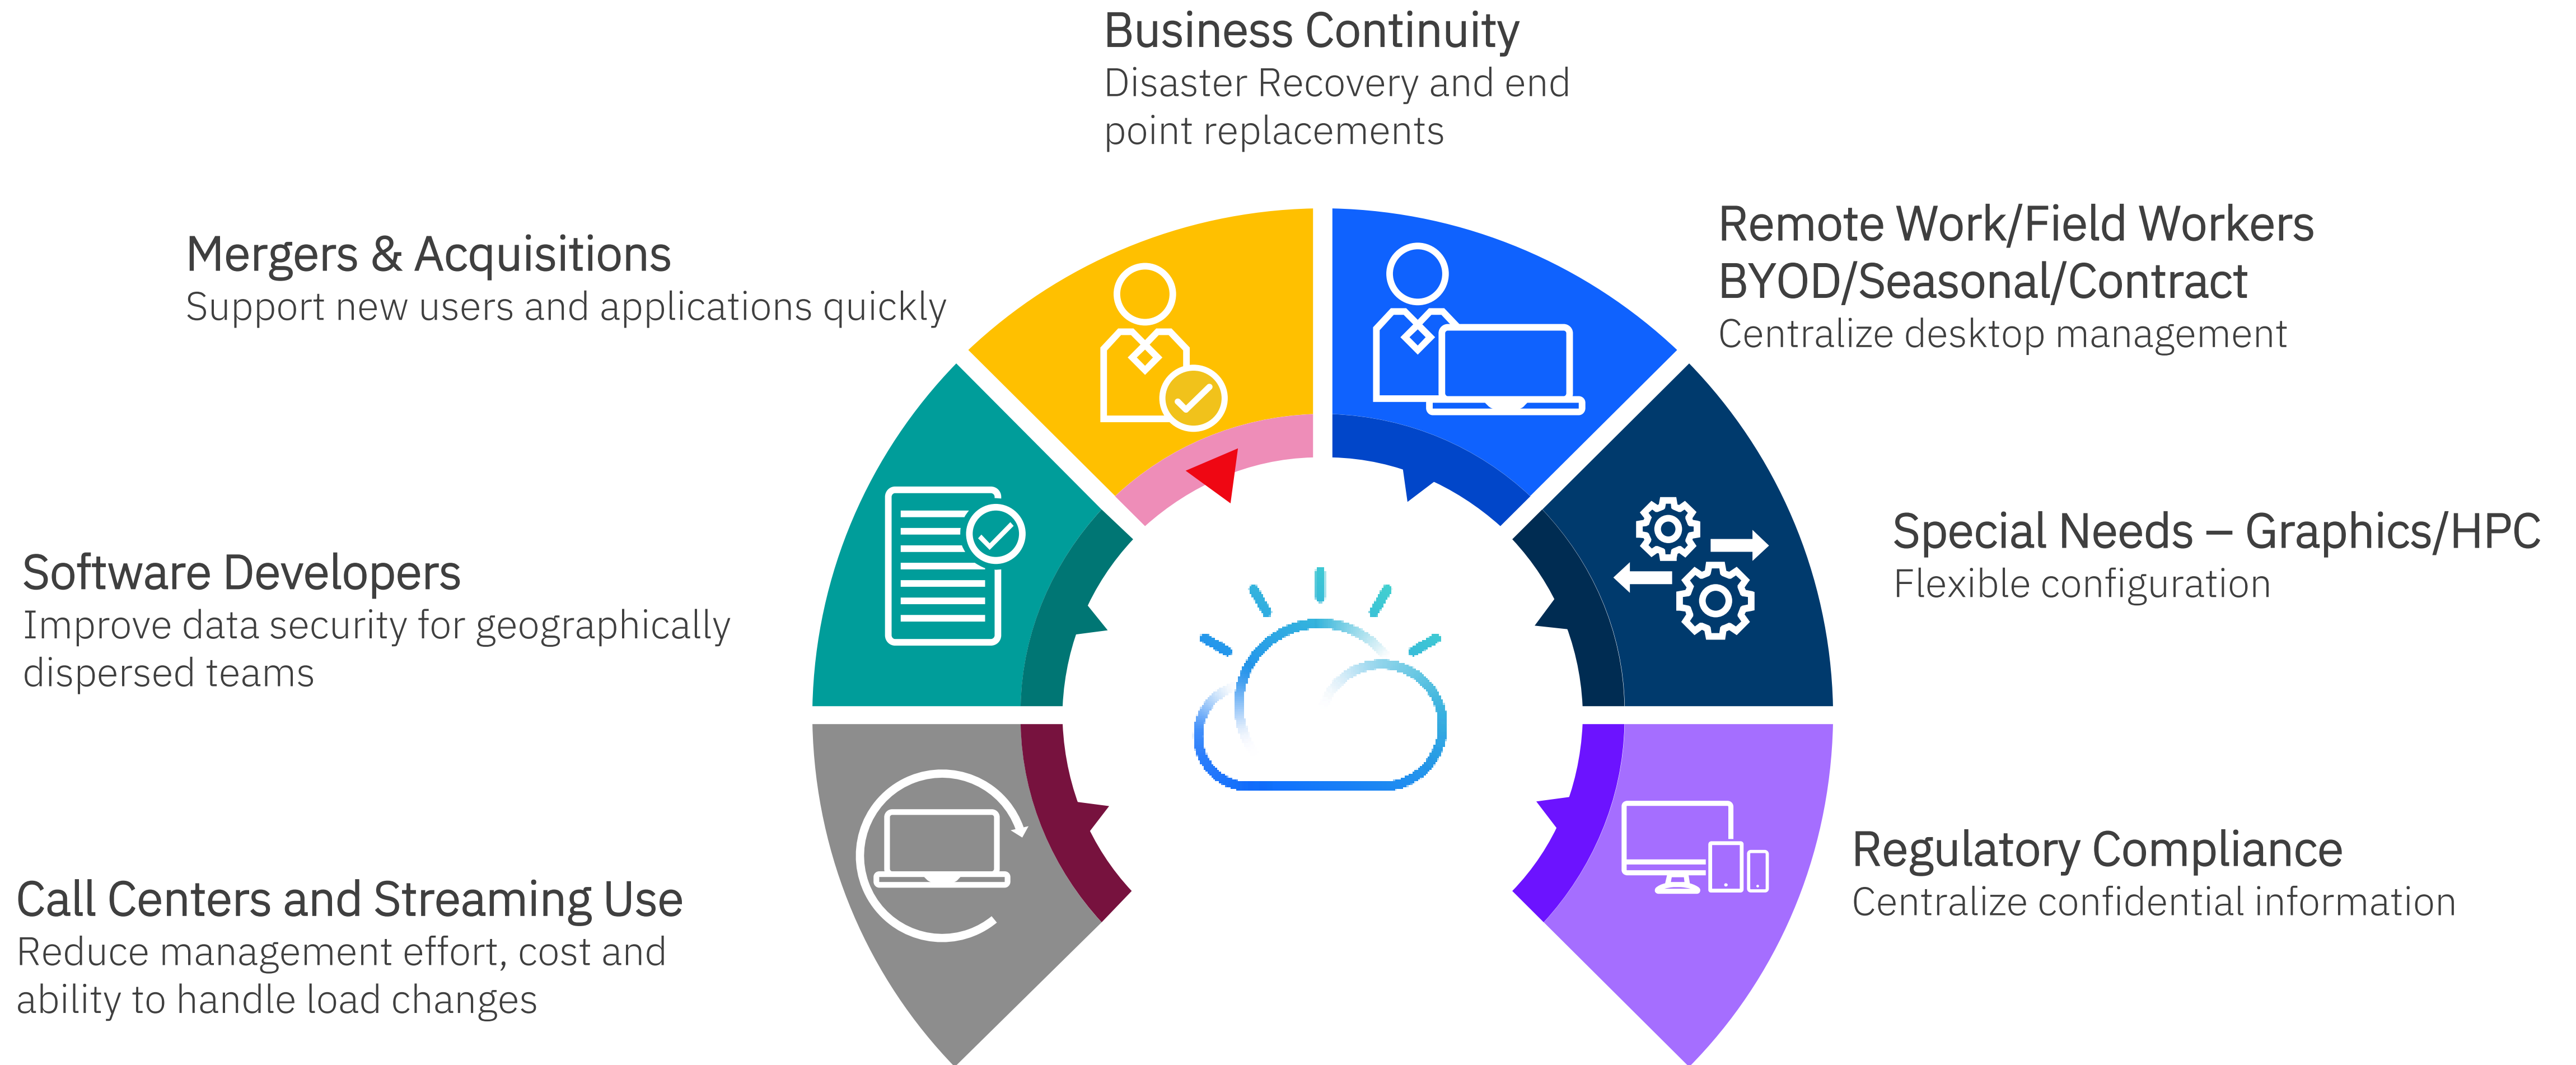 Business Continuity
Disaster Recovery and end
point replacements
Mergers & Acquisitions
Support new users and applications quickly
Remote Work/Field Workers
BYOD/Seasonal/Contract
Centralize desktop management
Software Developers
Improve data security for geographically
dispersed teams
Special Needs – Graphics/HPC
Flexible configuration
Call Centers and Streaming Use
Reduce management effort, cost and
ability to handle load changes
Regulatory Compliance
Centralize confidential information